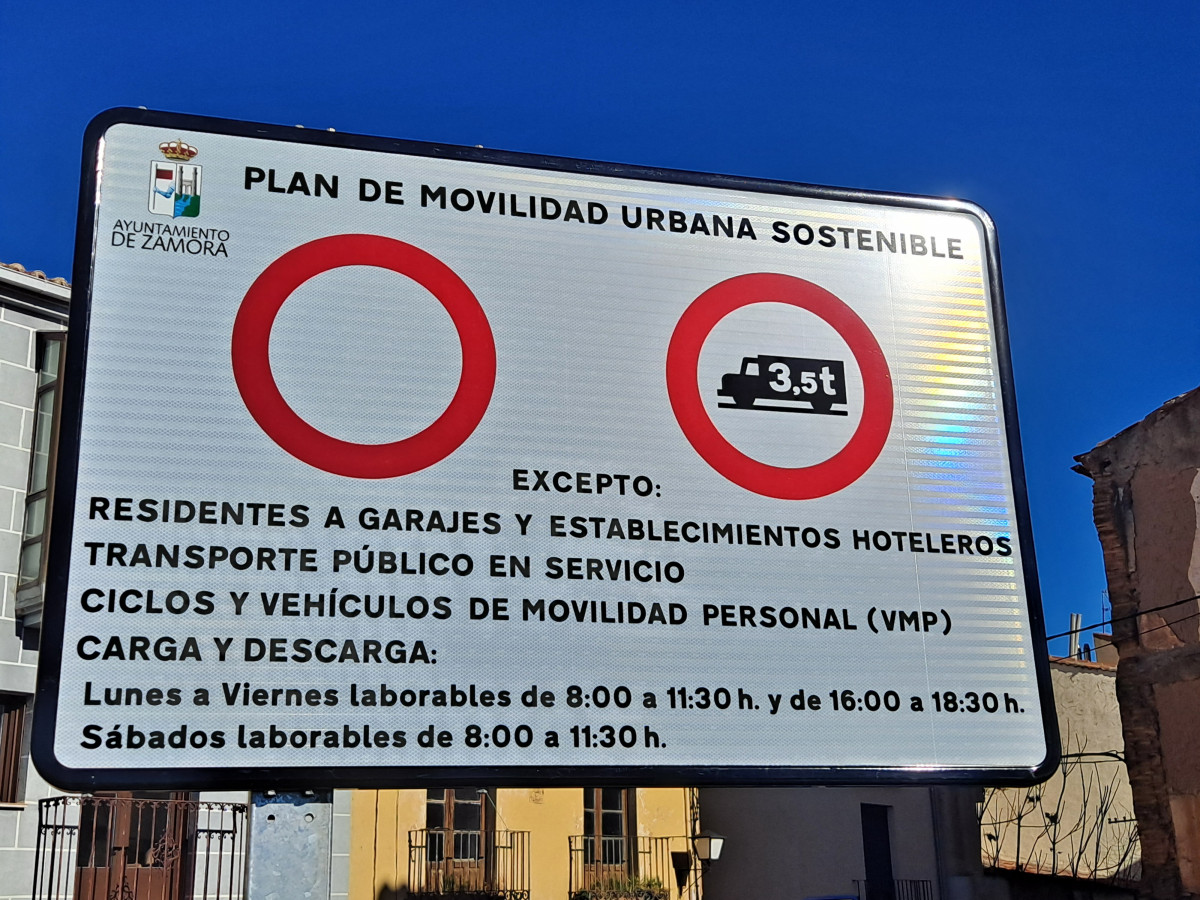 PLAN DE MOVILIDAD URBANA SOSTENIBLE
AYUNTAMIENTO
DE ZAMORA
3,5t
EXCEPTO:
RESIDENTES A GARAJES Y ESTABLECIMIENTOS HOTELEROS
TRANSPORTE PÚBLICO EN SERVICIO
CICLOS Y VEHÍCULOS DE MOVILIDAD PERSONAL (VMP)
CARGA Y DESCARGA:
Lunes a Viernes laborables de 8:00 a 11:30 h. y de 16:00 a 18:30 h.
Sábados laborables de 8:00 a 11:30 h.